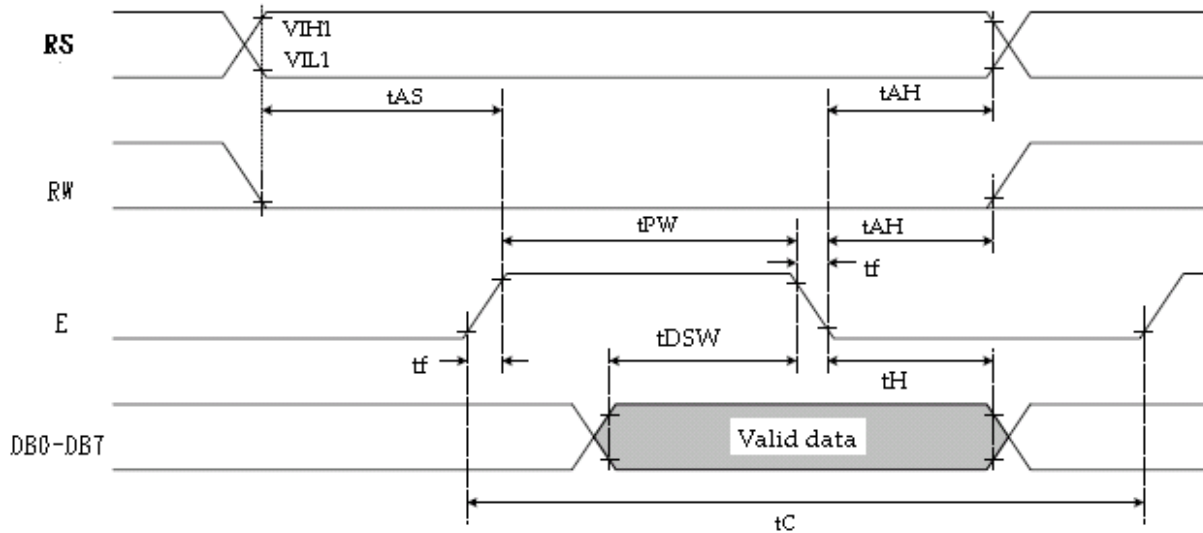 RS
VIH1
VIL1
tAS
tAH
RW
tPW
tAH
tf
E
tDSW
tf
tH
DB0-DB7
Valid data
tC